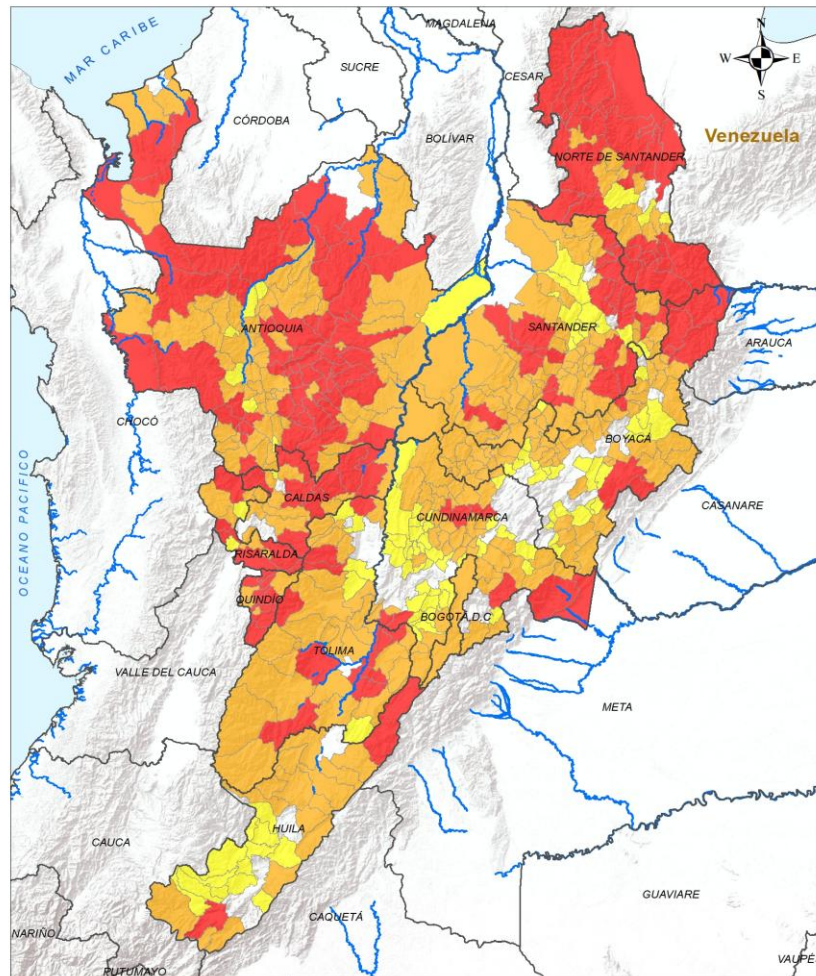 MAGDALENA
MAR CARIBE
SUCRE
CESAR
N
W
E
S
CÓRDOBA
BOLÍVAR
Venezuela
NORTE DE SANTANDER
ANTIOQUIA
SANTANDER
ARAUCA
CHOCÓ
BOYACÁ
OCEANO PACIFICO
CALDAS
CUNDINAMARCA
CASANARE
RISARALDA
QUINDÍO
BOGOTÁ,D.C
TOLIMA
VALLE DEL CAUCA
META
HUILA
CAUCA
CAQUETÁ
GUAVIARE
NARIÑO
PUTUMAYO
VAUPÉ